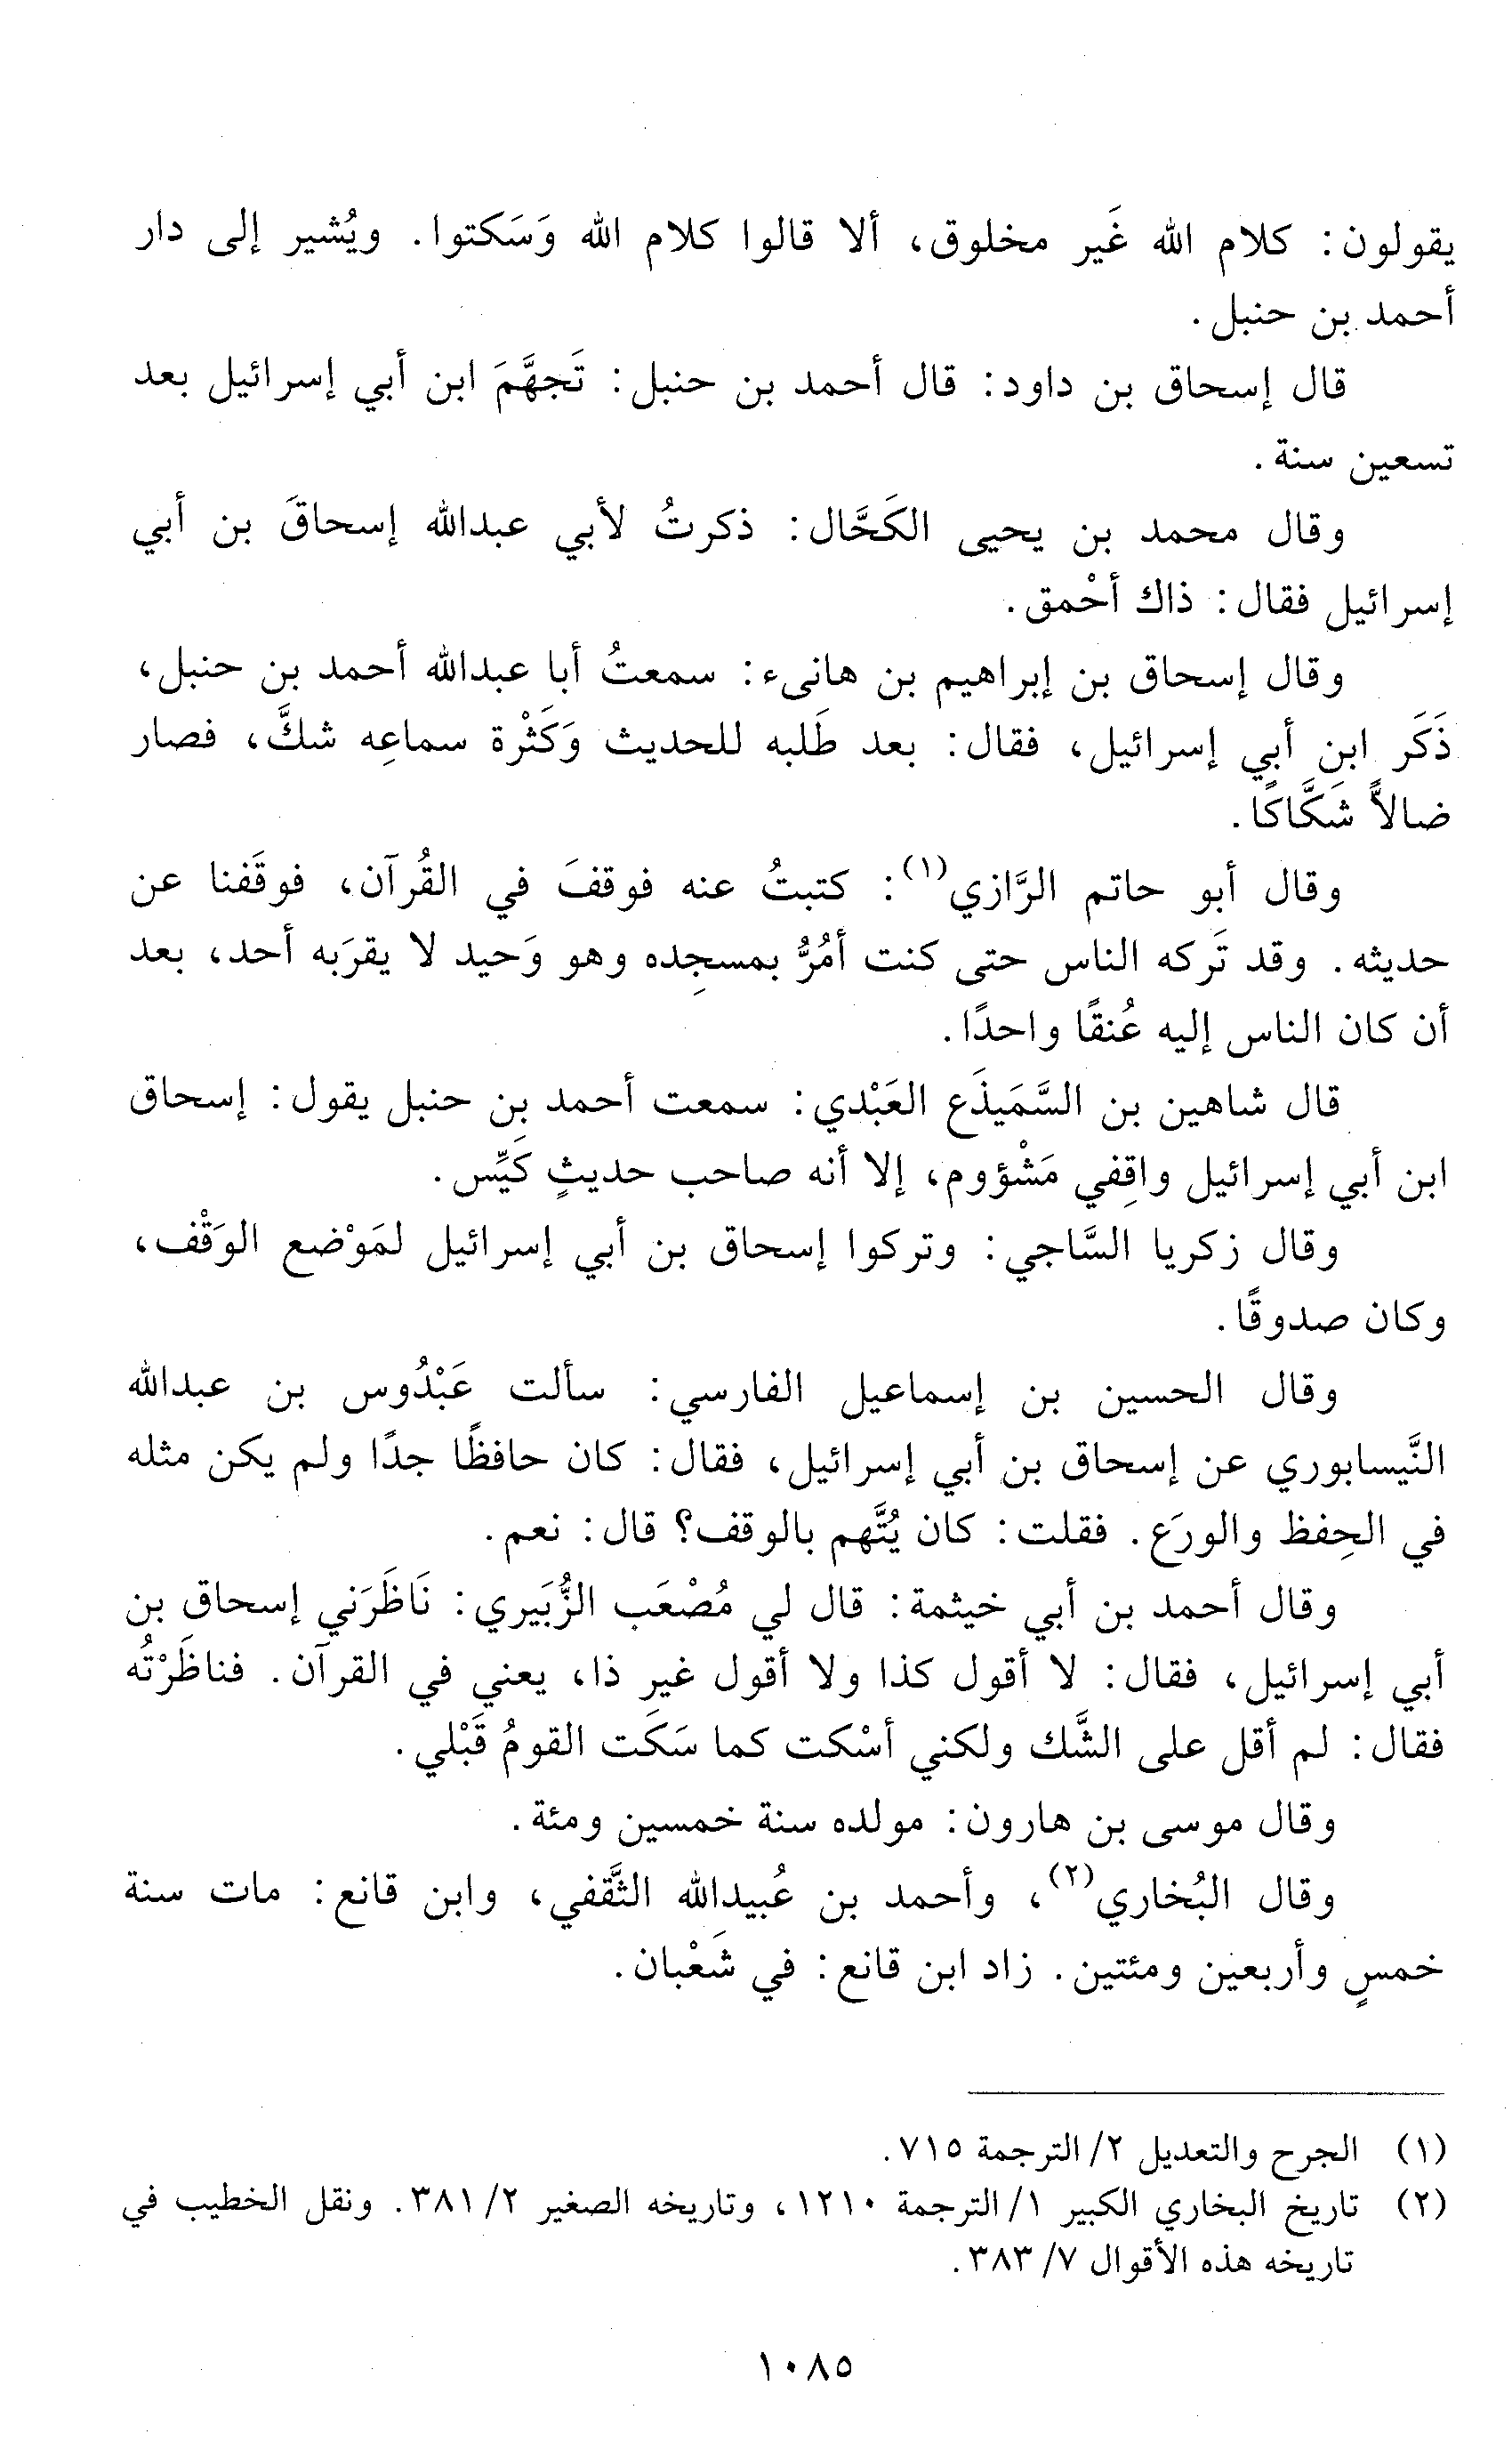 يقولون: كلام الله غَير مخلوق، ألا قالوا كلام الله وَسَكتوا. ويُشير إلى دار
أحمد بن حنبل.
قال إسحاق بن داود: قال أحمد بن حنبل: تَجهَّمَ ابن أبي إسرائيل بعد
تسعين سنة.
وقال محمد بن يحيى الكَحَّال: ذكرتُ لأبي عبدالله إسحاقَ بن أبي
إسرائيل فقال: ذاك أحْمق.
وقال إسحاق بن إبراهيم بن هانىء: سمعتُ أبا عبدالله أحمد بن حنبل،
ذَكَر ابن أبي إسرائيل، فقال: بعد طَلبه للحديث وَكَثْرة سماعِه شكَّ، فصار
ضالاًّ شَكَّاكًا.
وقال أبو حاتم الرَّازي(١): كتبتُ عنه فوقفَ في القُرآن، فوقَفنا عن
حديثه. وقد تَركه الناس حتى كنت أمُرُّ بمسجِده وهو وَحيد لا يقرَبه أحد، بعد
أن كان الناس إليه عُنقًا واحدًا.
قال شاهين بن السَّمَيذَع العَبْدي: سمعت أحمد بن حنبل يقول: إسحاق
ابن أبي إسرائيل واقِفي مَشْؤوم، إلا أنه صاحب حديثٍ كَيِّس.
وقال زكريا السَّاجي: وتركوا إسحاق بن أبي إسرائيل لمَوْضع الوَقْف،
وكان صدوقًا.
وقال الحسين بن إسماعيل الفارسي: سألت عَبْدُوس بن عبدالله
النَّيسابوري عن إسحاق بن أبي إسرائيل، فقال: كان حافظًا جدًا ولم يكن مثله
في الحِفظ والورَع. فقلت: كان يُتَّهم بالوقف؟ قال: نعم.
وقال أحمد بن أبي خيثمة: قال لي مُصْعَب الزُّبَيري: نَاظَرَني إسحاق بن
أبي إسرائيل، فقال: لا أقول كذا ولا أقول غير ذا، يعني في القرآن. فناظَرْتُه
فقال: لم أقل على الشَّك ولكني أسْكت كما سَكَت القومُ قَبْلي.
وقال موسى بن هارون: مولده سنة خمسين ومئة.
وقال البُخاري(٢)، وأحمد بن عُبيدالله الثَّقفي، وابن قانع: مات سنة
خمسٍ وأربعين ومئتين. زاد ابن قانع: في شَعْبان.
(١) الجرح والتعديل ٢/ الترجمة ٧١٥.
(٢) تاريخ البخاري الكبير ١/ الترجمة ١٢١٠، وتاريخه الصغير ٢/ ٣٨١. ونقل الخطيب في
تاريخه هذه الأقوال ٧/ ٣٨٣.
١٠٨٥